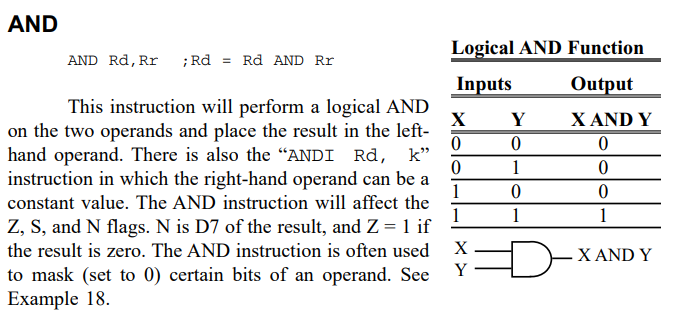 AND
AND Rd,Rr ;Rd = Rd AND Rr
This instruction will perform a logical AND
on the two operands and place the result in the left-
hand operand. There is also the “ANDI Rd, k”
instruction in which the right-hand operand can be a
constant value. The AND instruction will affect the
Z, S, and N flags. N is D7 of the result, and Z = 1 if
the result is zero. The AND instruction is often used
to mask (set to 0) certain bits of an operand. See
Example 18.
Logical AND Function
Inputs Output
X Y X AND Y
0 0 0
0 1 0
1 0 0
1 1 1
X
Y
X AND Y